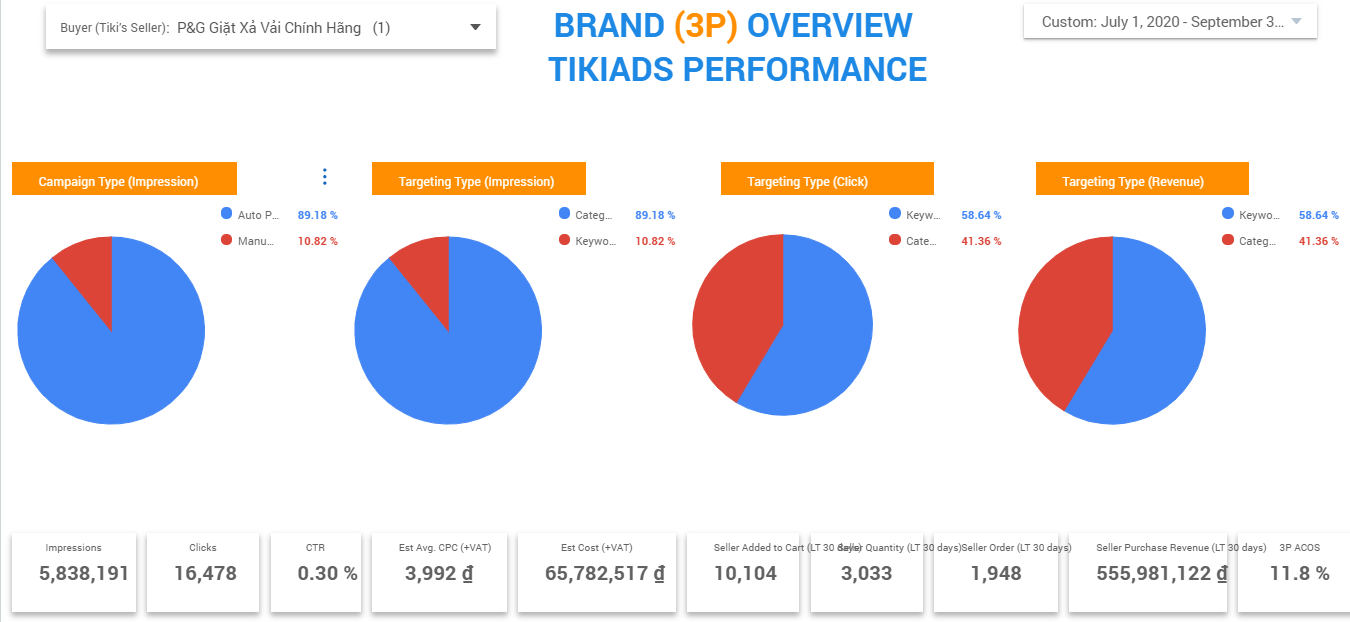 Buyer (Tiki's Seller): P&G Giặt Xả Vải Chính Hãng (1)
BRAND (3P) OVERVIEW
TIKIADS PERFORMANCE
Custom: July 1, 2020 - September 3...
Campaign Type (Impression)
Auto P... 89.18 %
Manu... 10.82 %
Targeting Type (Impression)
Categ... 89.18 %
Keywo... 10.82 %
Targeting Type (Click)
Keyw... 58.64 %
Cate... 41.36 %
Targeting Type (Revenue)
Keywo... 58.64 %
Categ... 41.36 %
Impressions
5,838,191
Clicks
16,478
CTR
0.30 %
Est Avg. CPC (+VAT)
3,992 ₫
Est Cost (+VAT)
65,782,517 ₫
Seller Added to Cart (LT 30 days)
10,104
Seller Quantity (LT 30 days)
3,033
Seller Order (LT 30 days)
1,948
Seller Purchase Revenue (LT 30 days)
555,981,122 ₫
3P ACOS
11.8 %